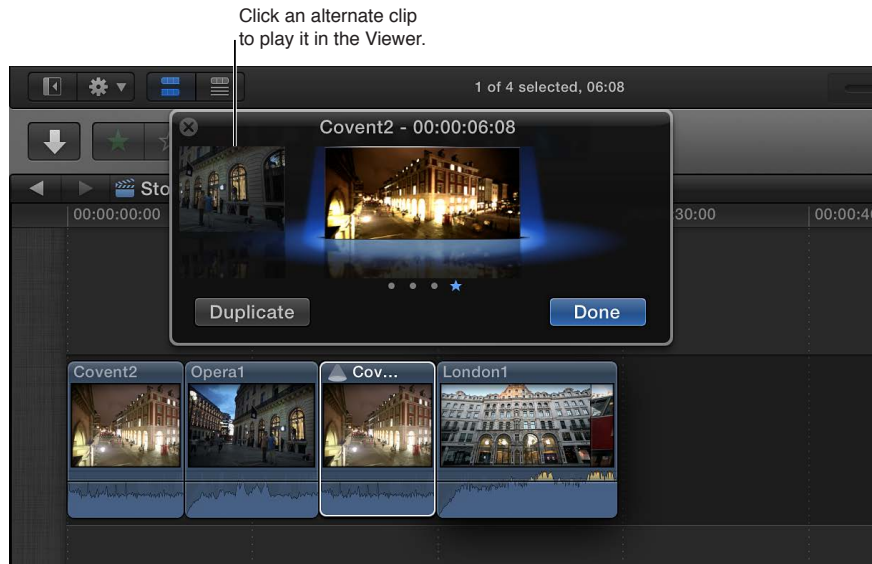 Click an alternate clip
to play it in the Viewer.
1 of 4 selected, 06:08
Covent2 - 00:00:06:08
Sto
00:00:00:00
30:00
00:00:4
Duplicate
Done
Covent2
Opera1
Cov...
London1